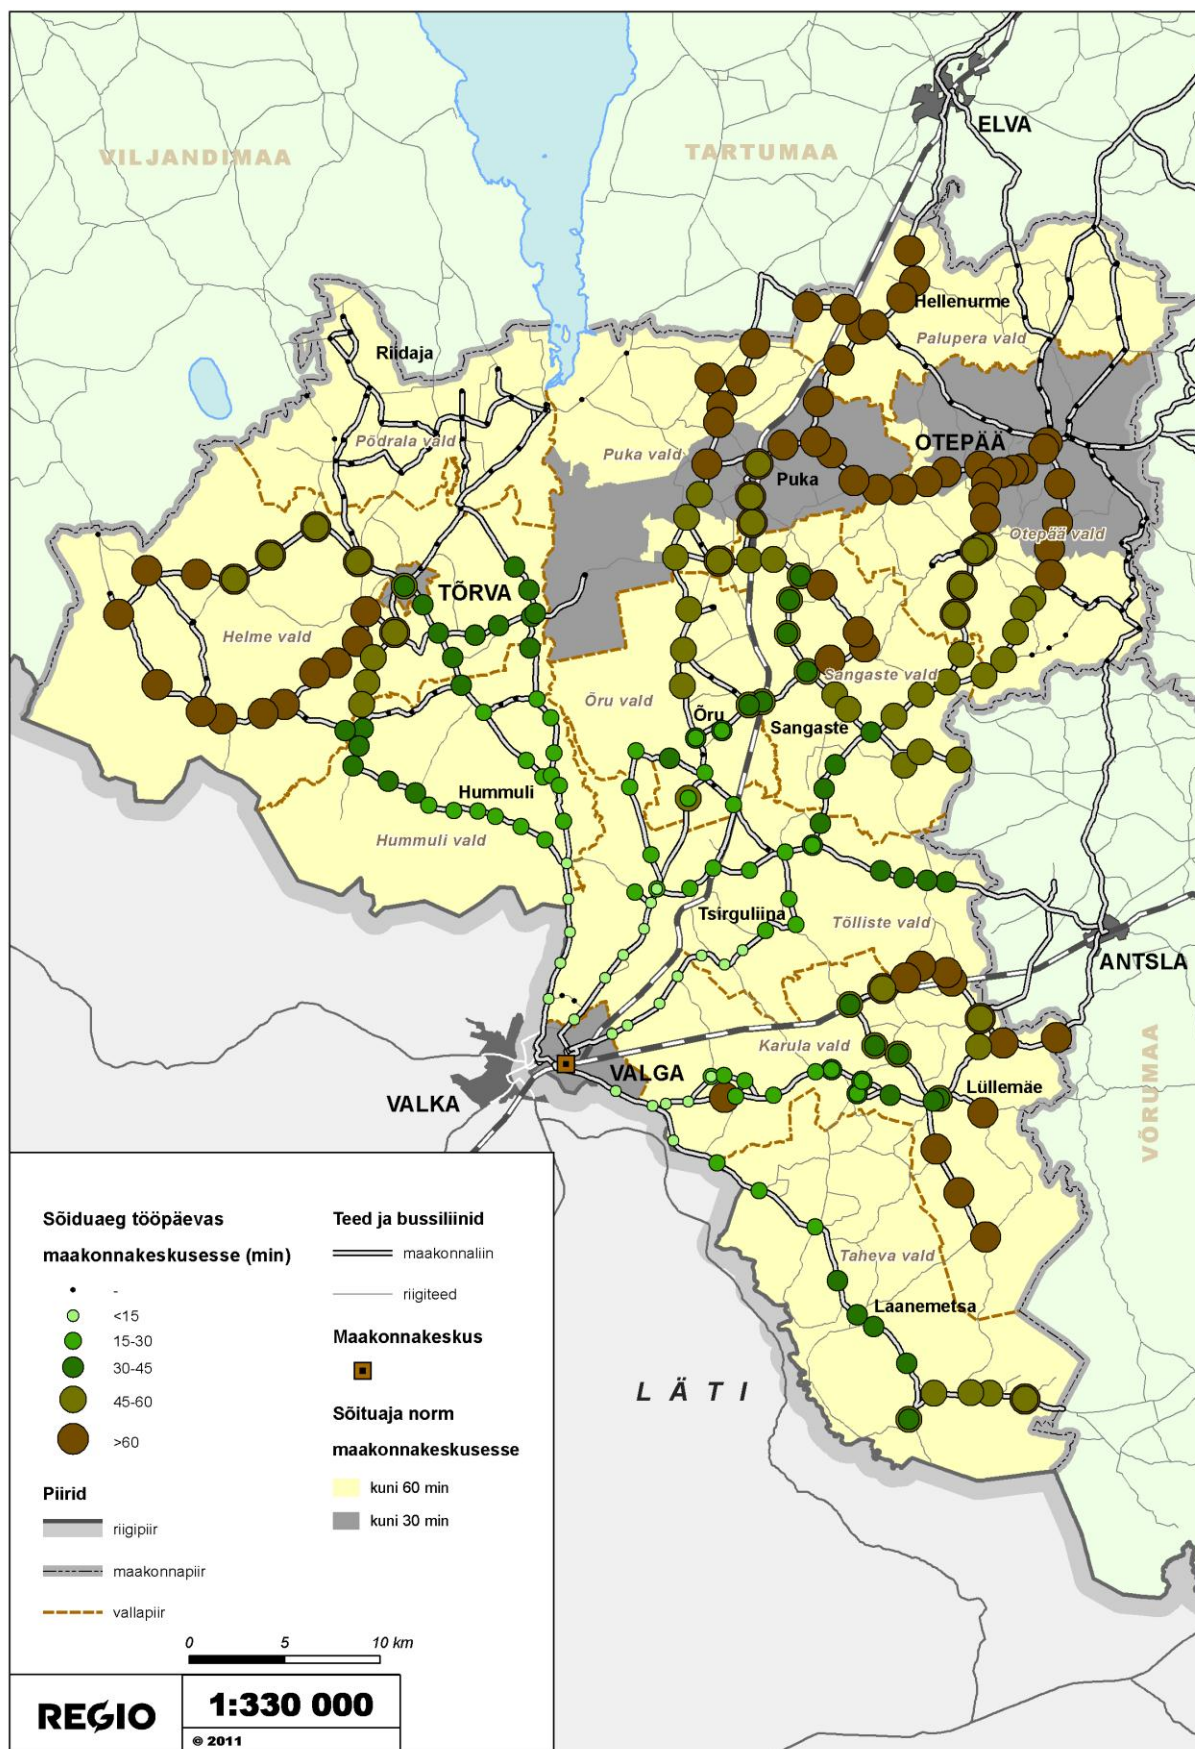 ELVA
VILJANDIMAA
TARTUMAA
Hellenurme
Palupera vald
Riidaja
Põdrala vald
Puka vald
OTEPÄÄ
Puka
Otepää vald
TÕRVA
Helme vald
Sangaste vald
Õru vald
Õru
Sangaste
Hummuli
Hummuli vald
Tsirguliina
Tõlliste vald
ANTSLA
Karula vald
VALGA
Lüllemäe
VALKA
VÕRUMAA
Taheva vald
Laanemetsa
LÄTI
Sõiduaeg tööpäevas
maakonnakeskusesse (min)
-
<15
15-30
30-45
45-60
>60
Piirid
riigipiir
maakonnapiir
vallapiir
Teed ja bussiliinid
maakonnaliin
riigiteed
Maakonnakeskus
Sõituaja norm
maakonnakeskusesse
kuni 60 min
kuni 30 min
0 5 10 km
REGIO
1:330 000
© 2011